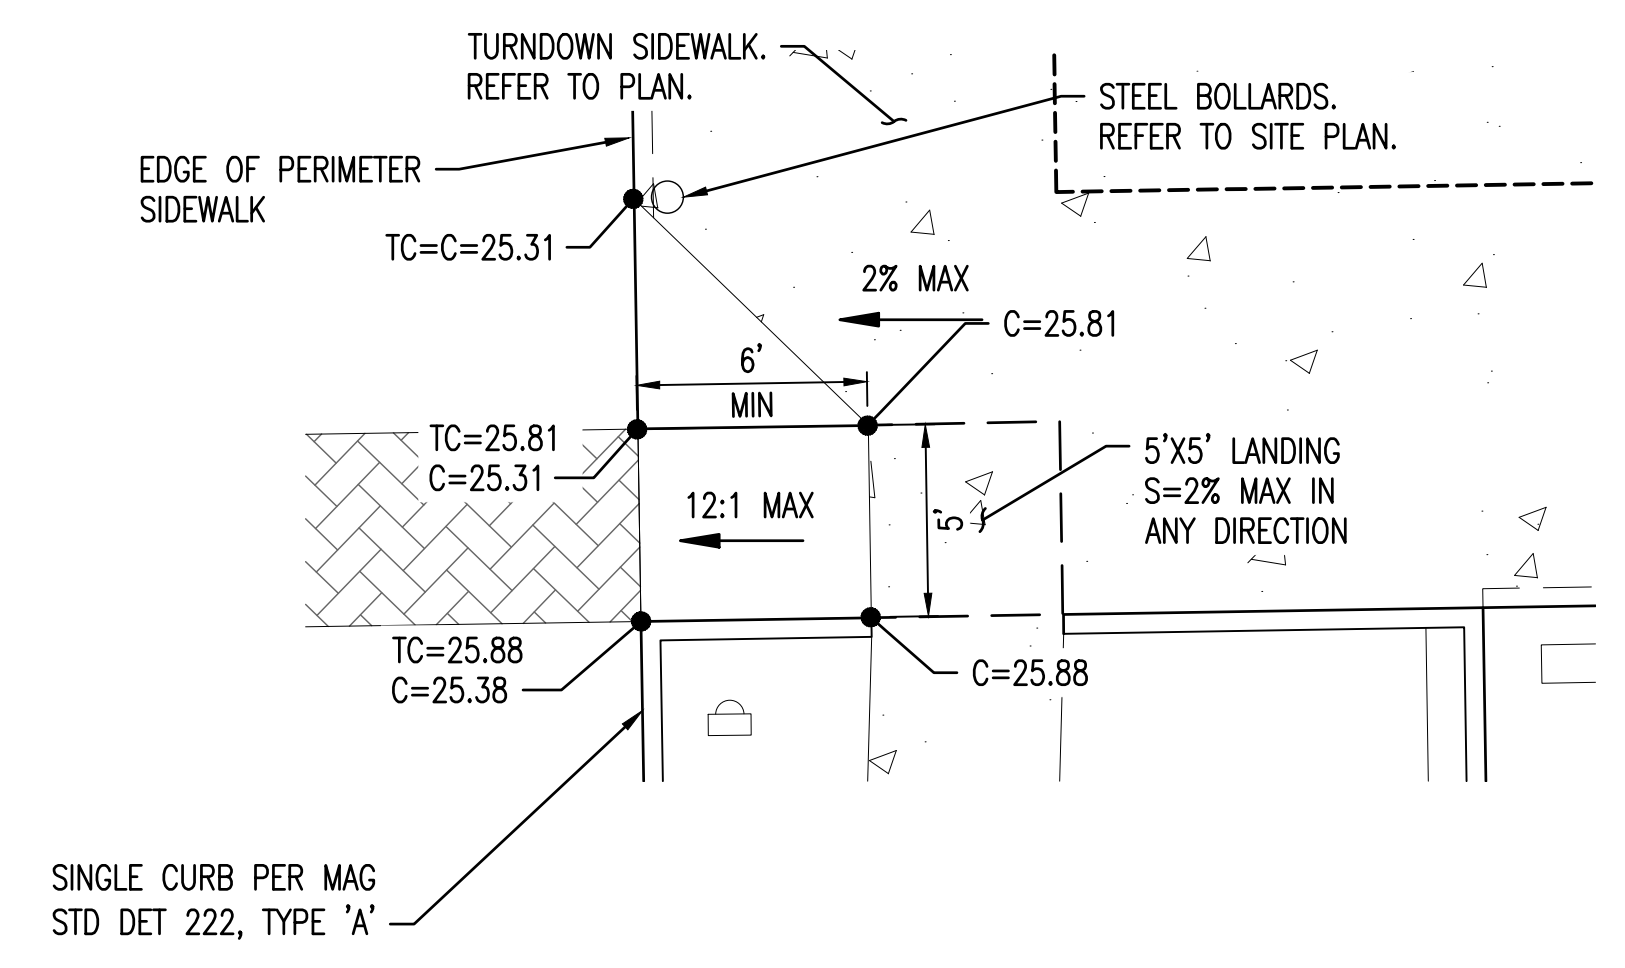 TURNDOWN SIDEWALK.
REFER TO PLAN.
STEEL BOLLARDS.
REFER TO SITE PLAN.
EDGE OF PERIMETER
SIDEWALK
TC=C=25.31
2% MAX
C=25.81
6'
MIN
TC=25.81
C=25.31
5'X5' LANDING
S=2% MAX IN
ANY DIRECTION
12:1 MAX
5'
TC=25.88
C=25.38
C=25.88
SINGLE CURB PER MAG
STD DET 222, TYPE 'A'